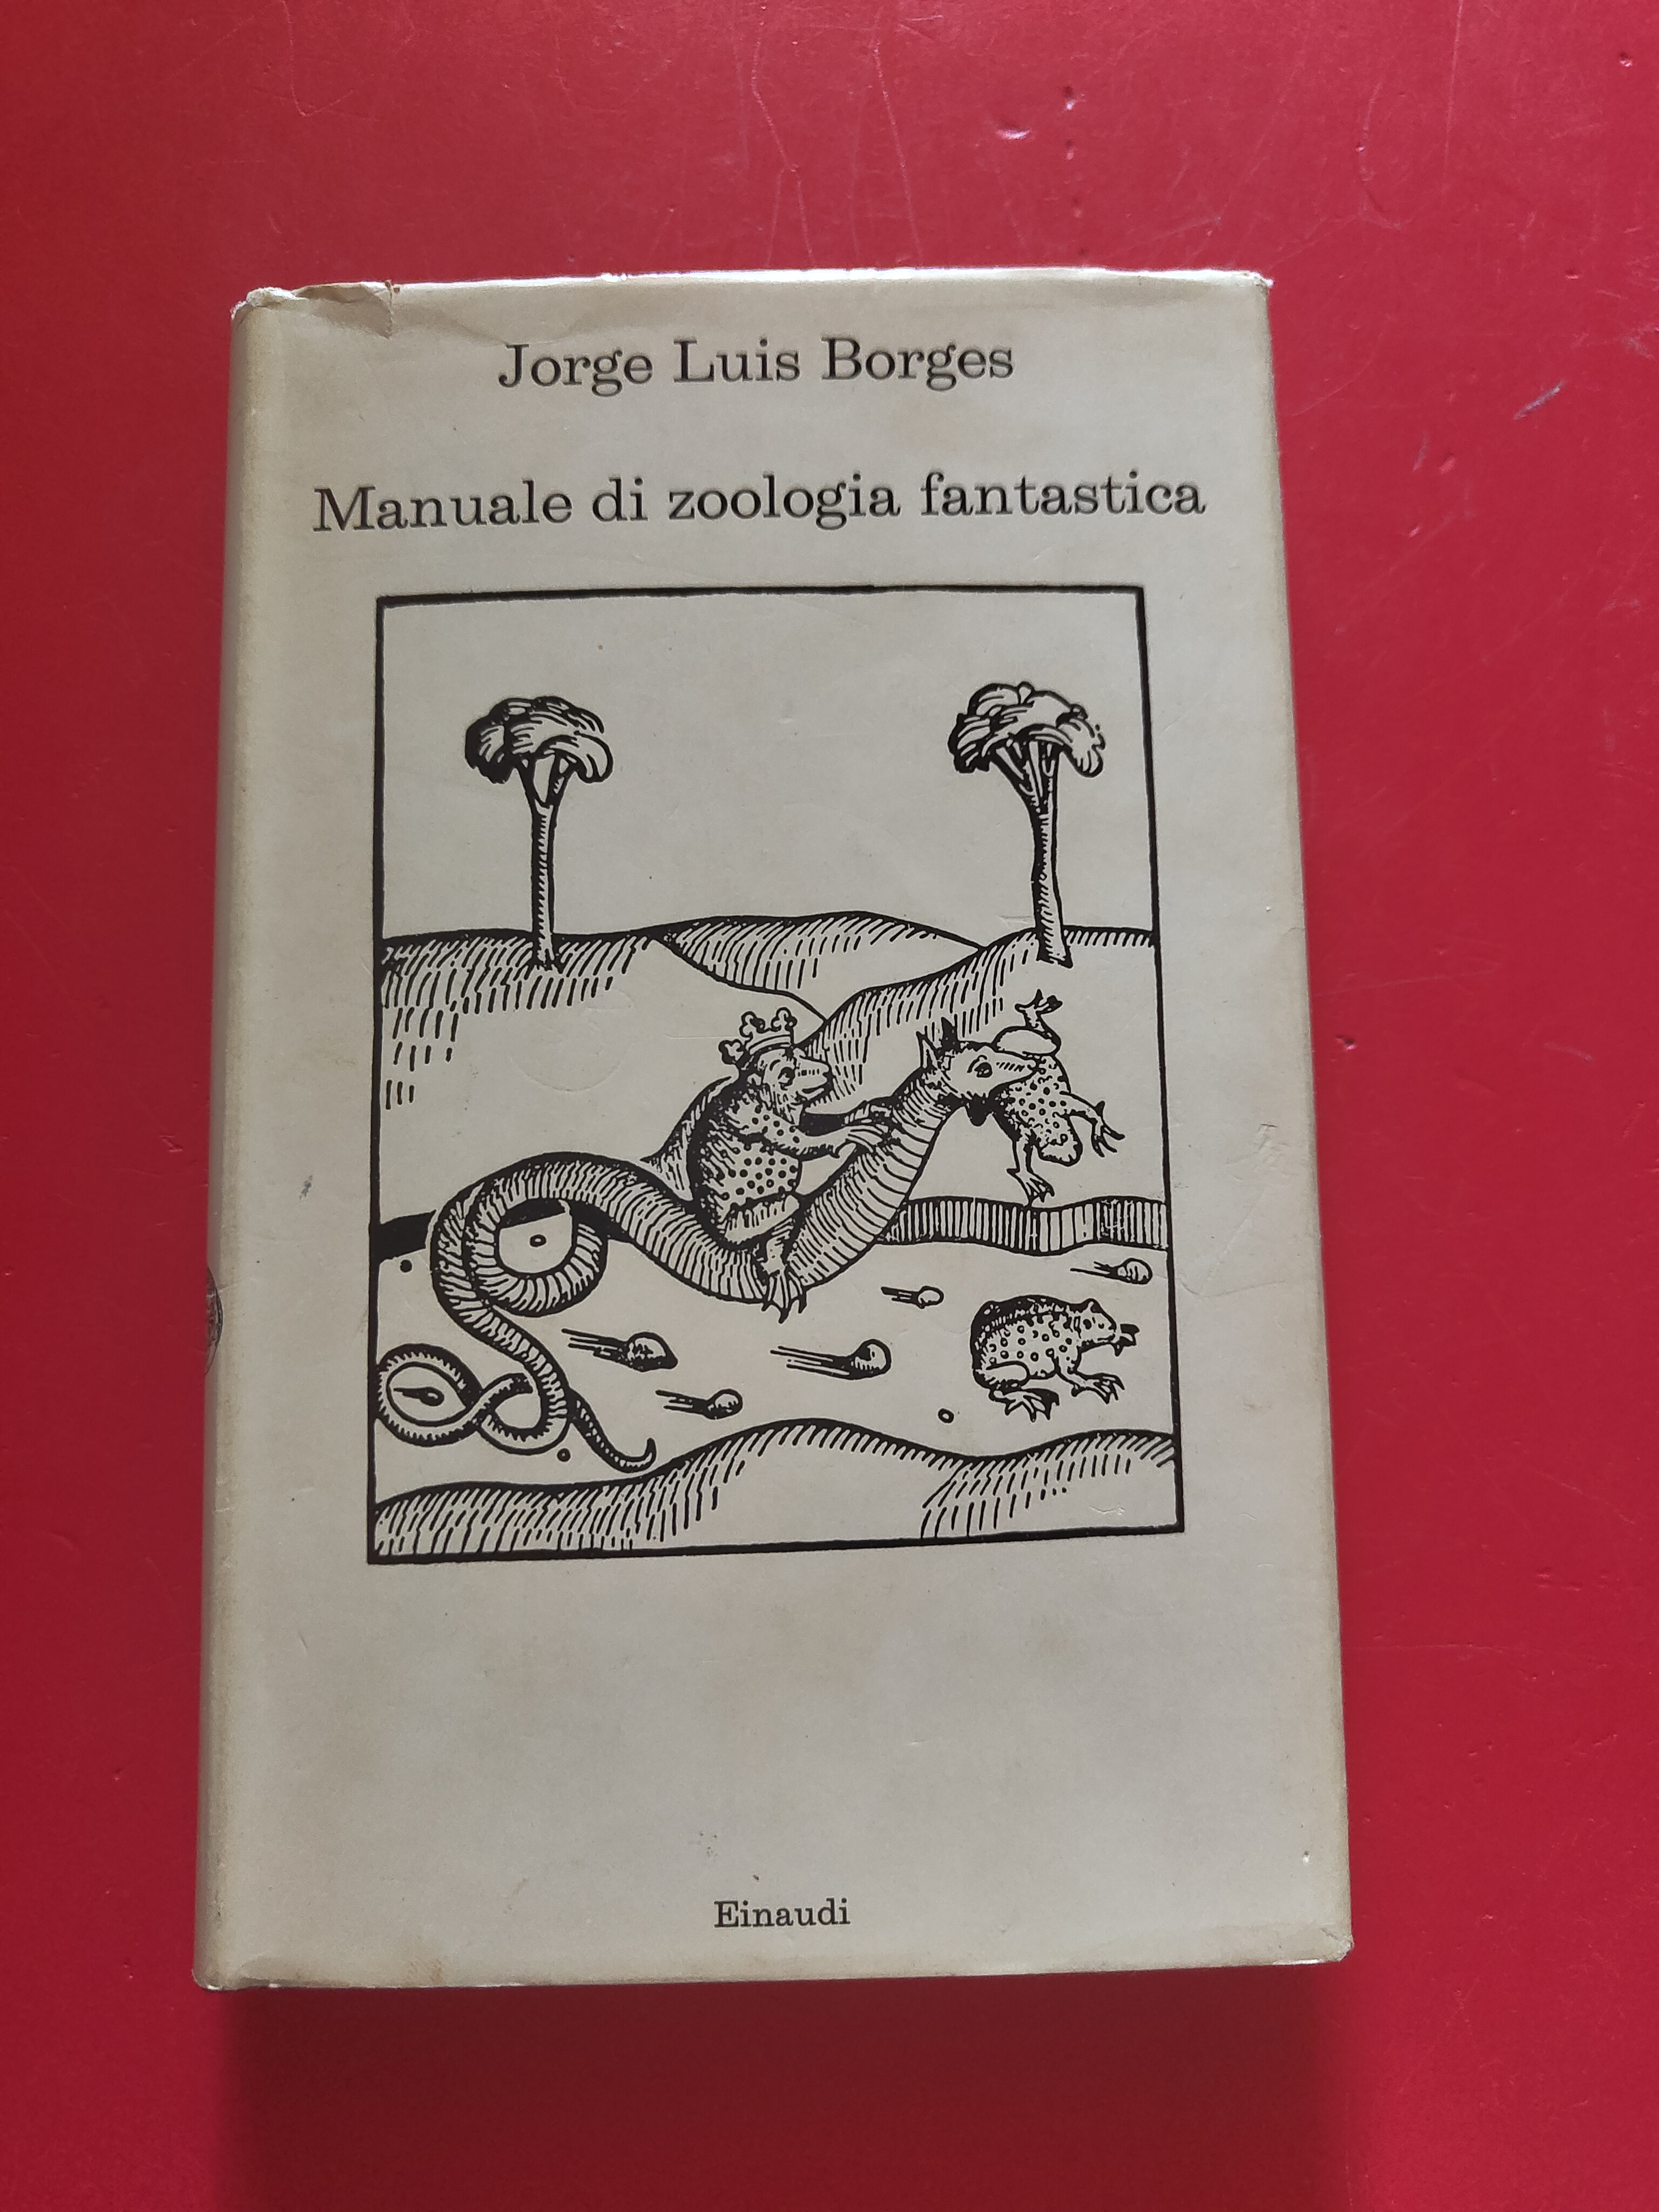 Jorge Luis Borges
Manuale di zoologia fantastica
Einaudi